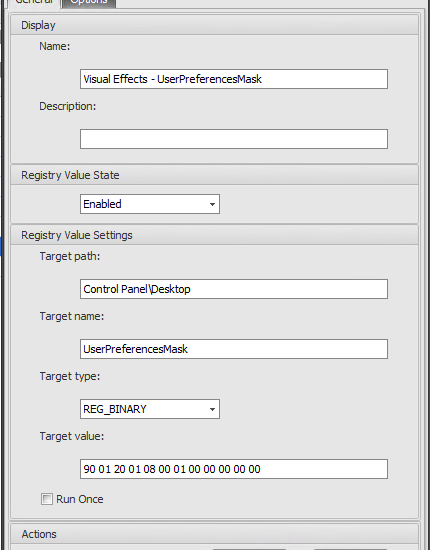 General Options
Display
Name:
Visual Effects - UserPreferencesMask
Description:
Registry Value State
Enabled
Registry Value Settings
Target path:
Control Panel\Desktop
Target name:
UserPreferencesMask
Target type:
REG_BINARY
Target value:
90 01 20 01 08 00 01 00 00 00 00 00
Run Once
Actions